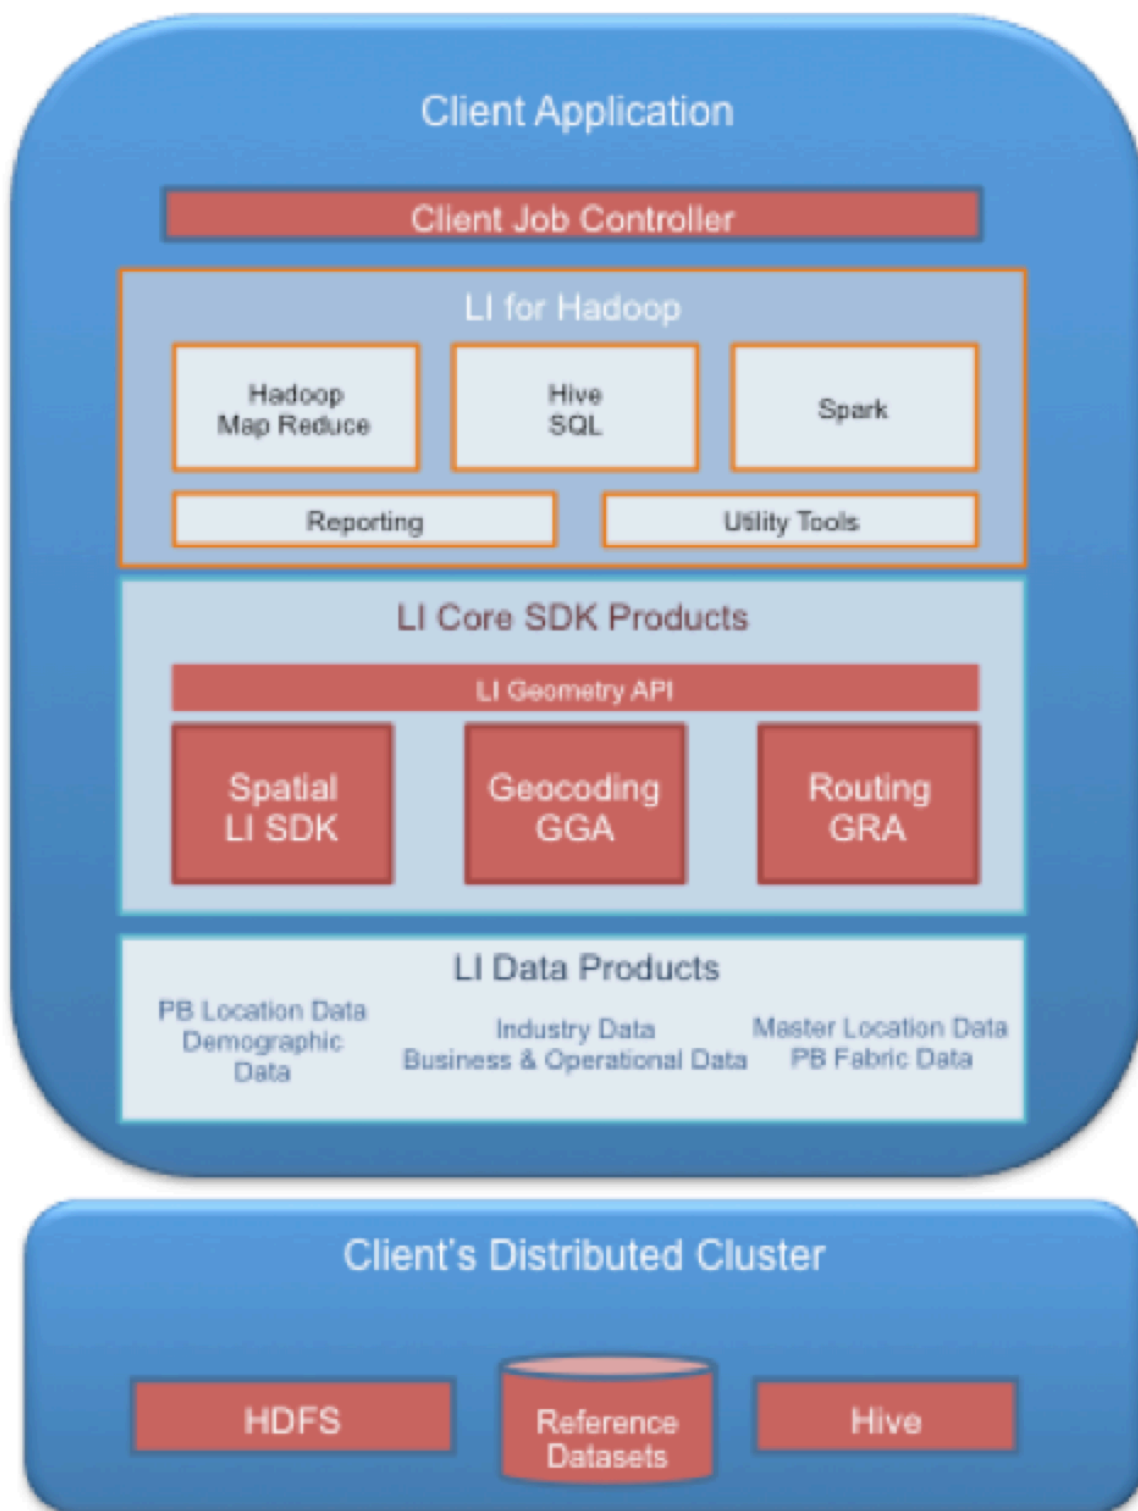 Client Application
Client Job Controller
LI for Hadoop
Hadoop
Map Reduce
Hive
SQL
Spark
Reporting
Utility Tools
LI Core SDK Products
LI Geometry API
Spatial
LI SDK
Geocoding
GGA
Routing
GRA
LI Data Products
PB Location Data
Demographic
Data
Industry Data
Business & Operational Data
Master Location Data
PB Fabric Data
Client's Distributed Cluster
HDFS
Reference
Datasets
Hive